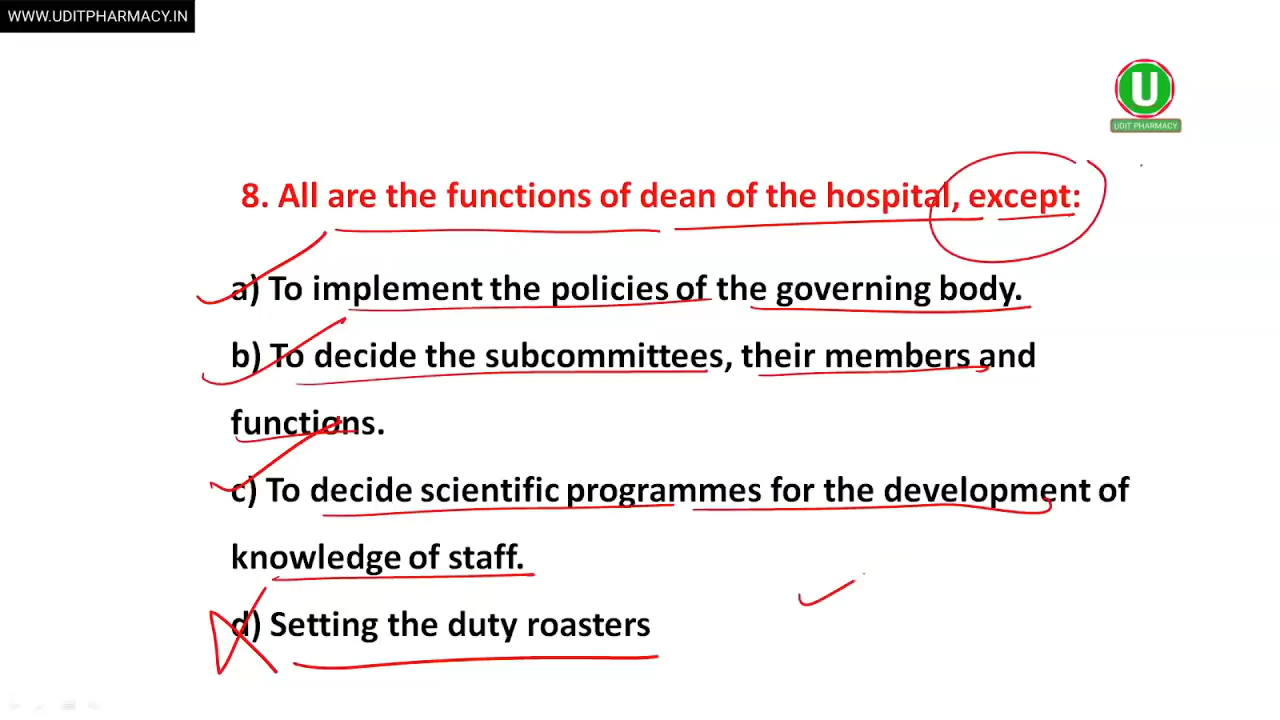 WWW.UDITPHARMACY.IN
U
UDIT PHARMACY
8. All are the functions of dean of the hospital, except:
a) To implement the policies of the governing body.
b) To decide the subcommittees, their members and
functions.
c) To decide scientific programmes for the development of
knowledge of staff.
d) Setting the duty roasters